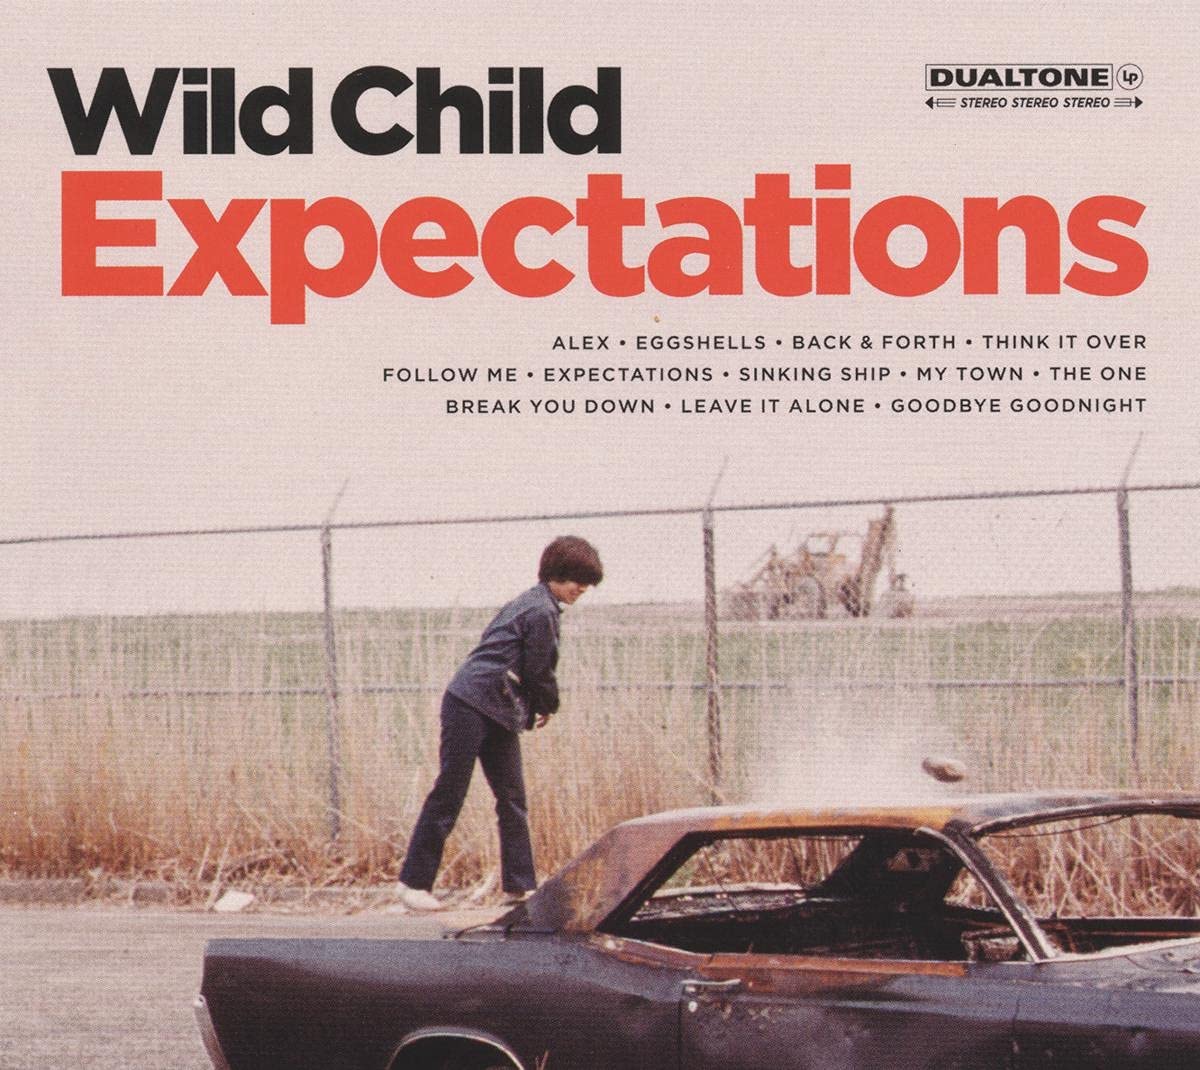 Wild Child
DUALTONE LP
STEREO STEREO STEREO
Expectations
ALEX • EGGSHELLS • BACK & FORTH • THINK IT OVER
FOLLOW ME • EXPECTATIONS • SINKING SHIP • MY TOWN • THE ONE
BREAK YOU DOWN • LEAVE IT ALONE • GOODBYE GOODNIGHT